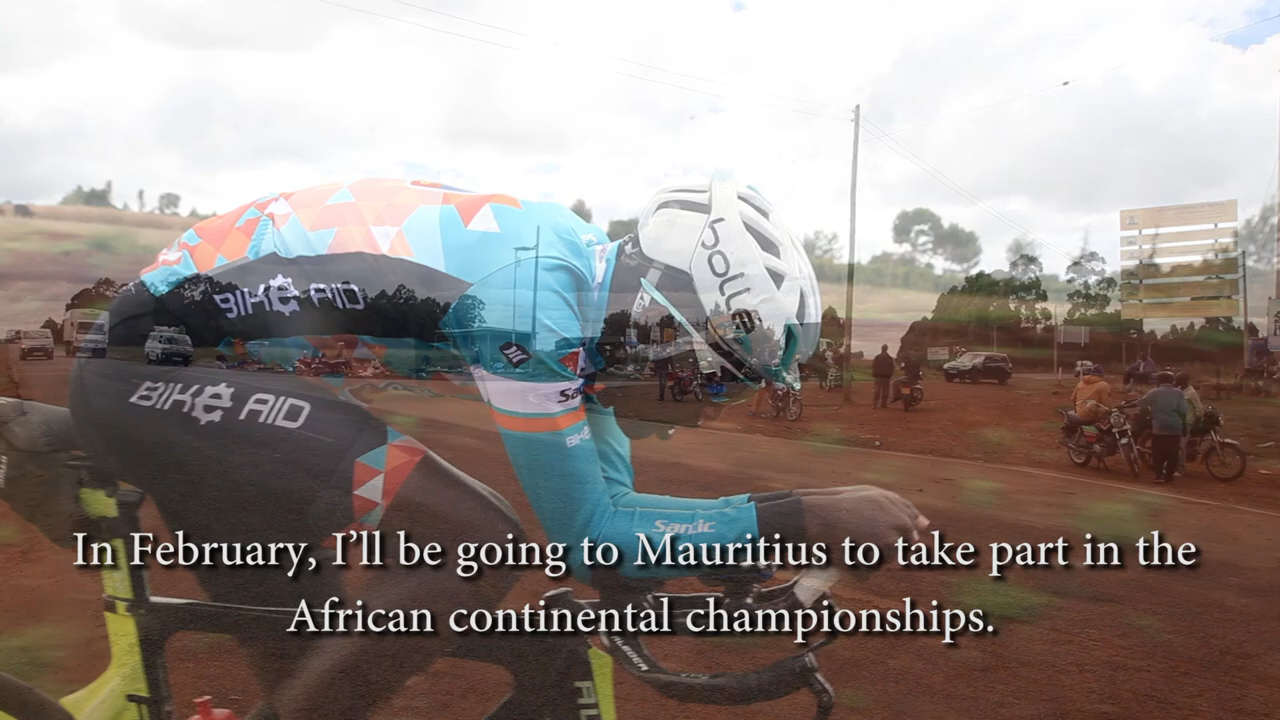 bollé
BIKE AID
BIKE AID
Santic
In February, I'll be going to Mauritius to take part in the
African continental championships.